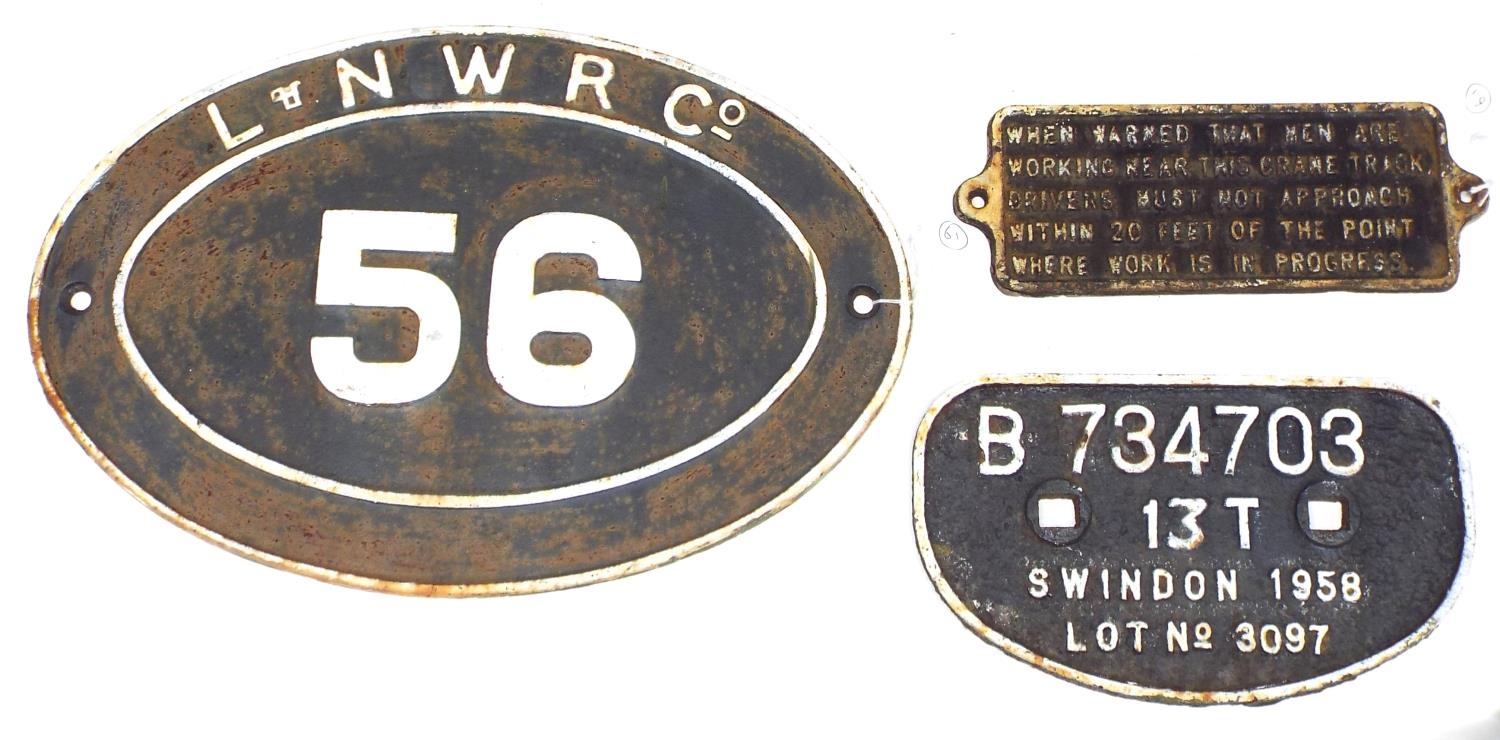 L & N W R Cº
56
WHEN WARNED THAT MEN ARE
WORKING NEAR THIS CRANE TRACK,
DRIVERS MUST NOT APPROACH
WITHIN 20 FEET OF THE POINT
WHERE WORK IS IN PROGRESS.
B 734703
13 T
SWINDON 1958
LOT Nº 3097